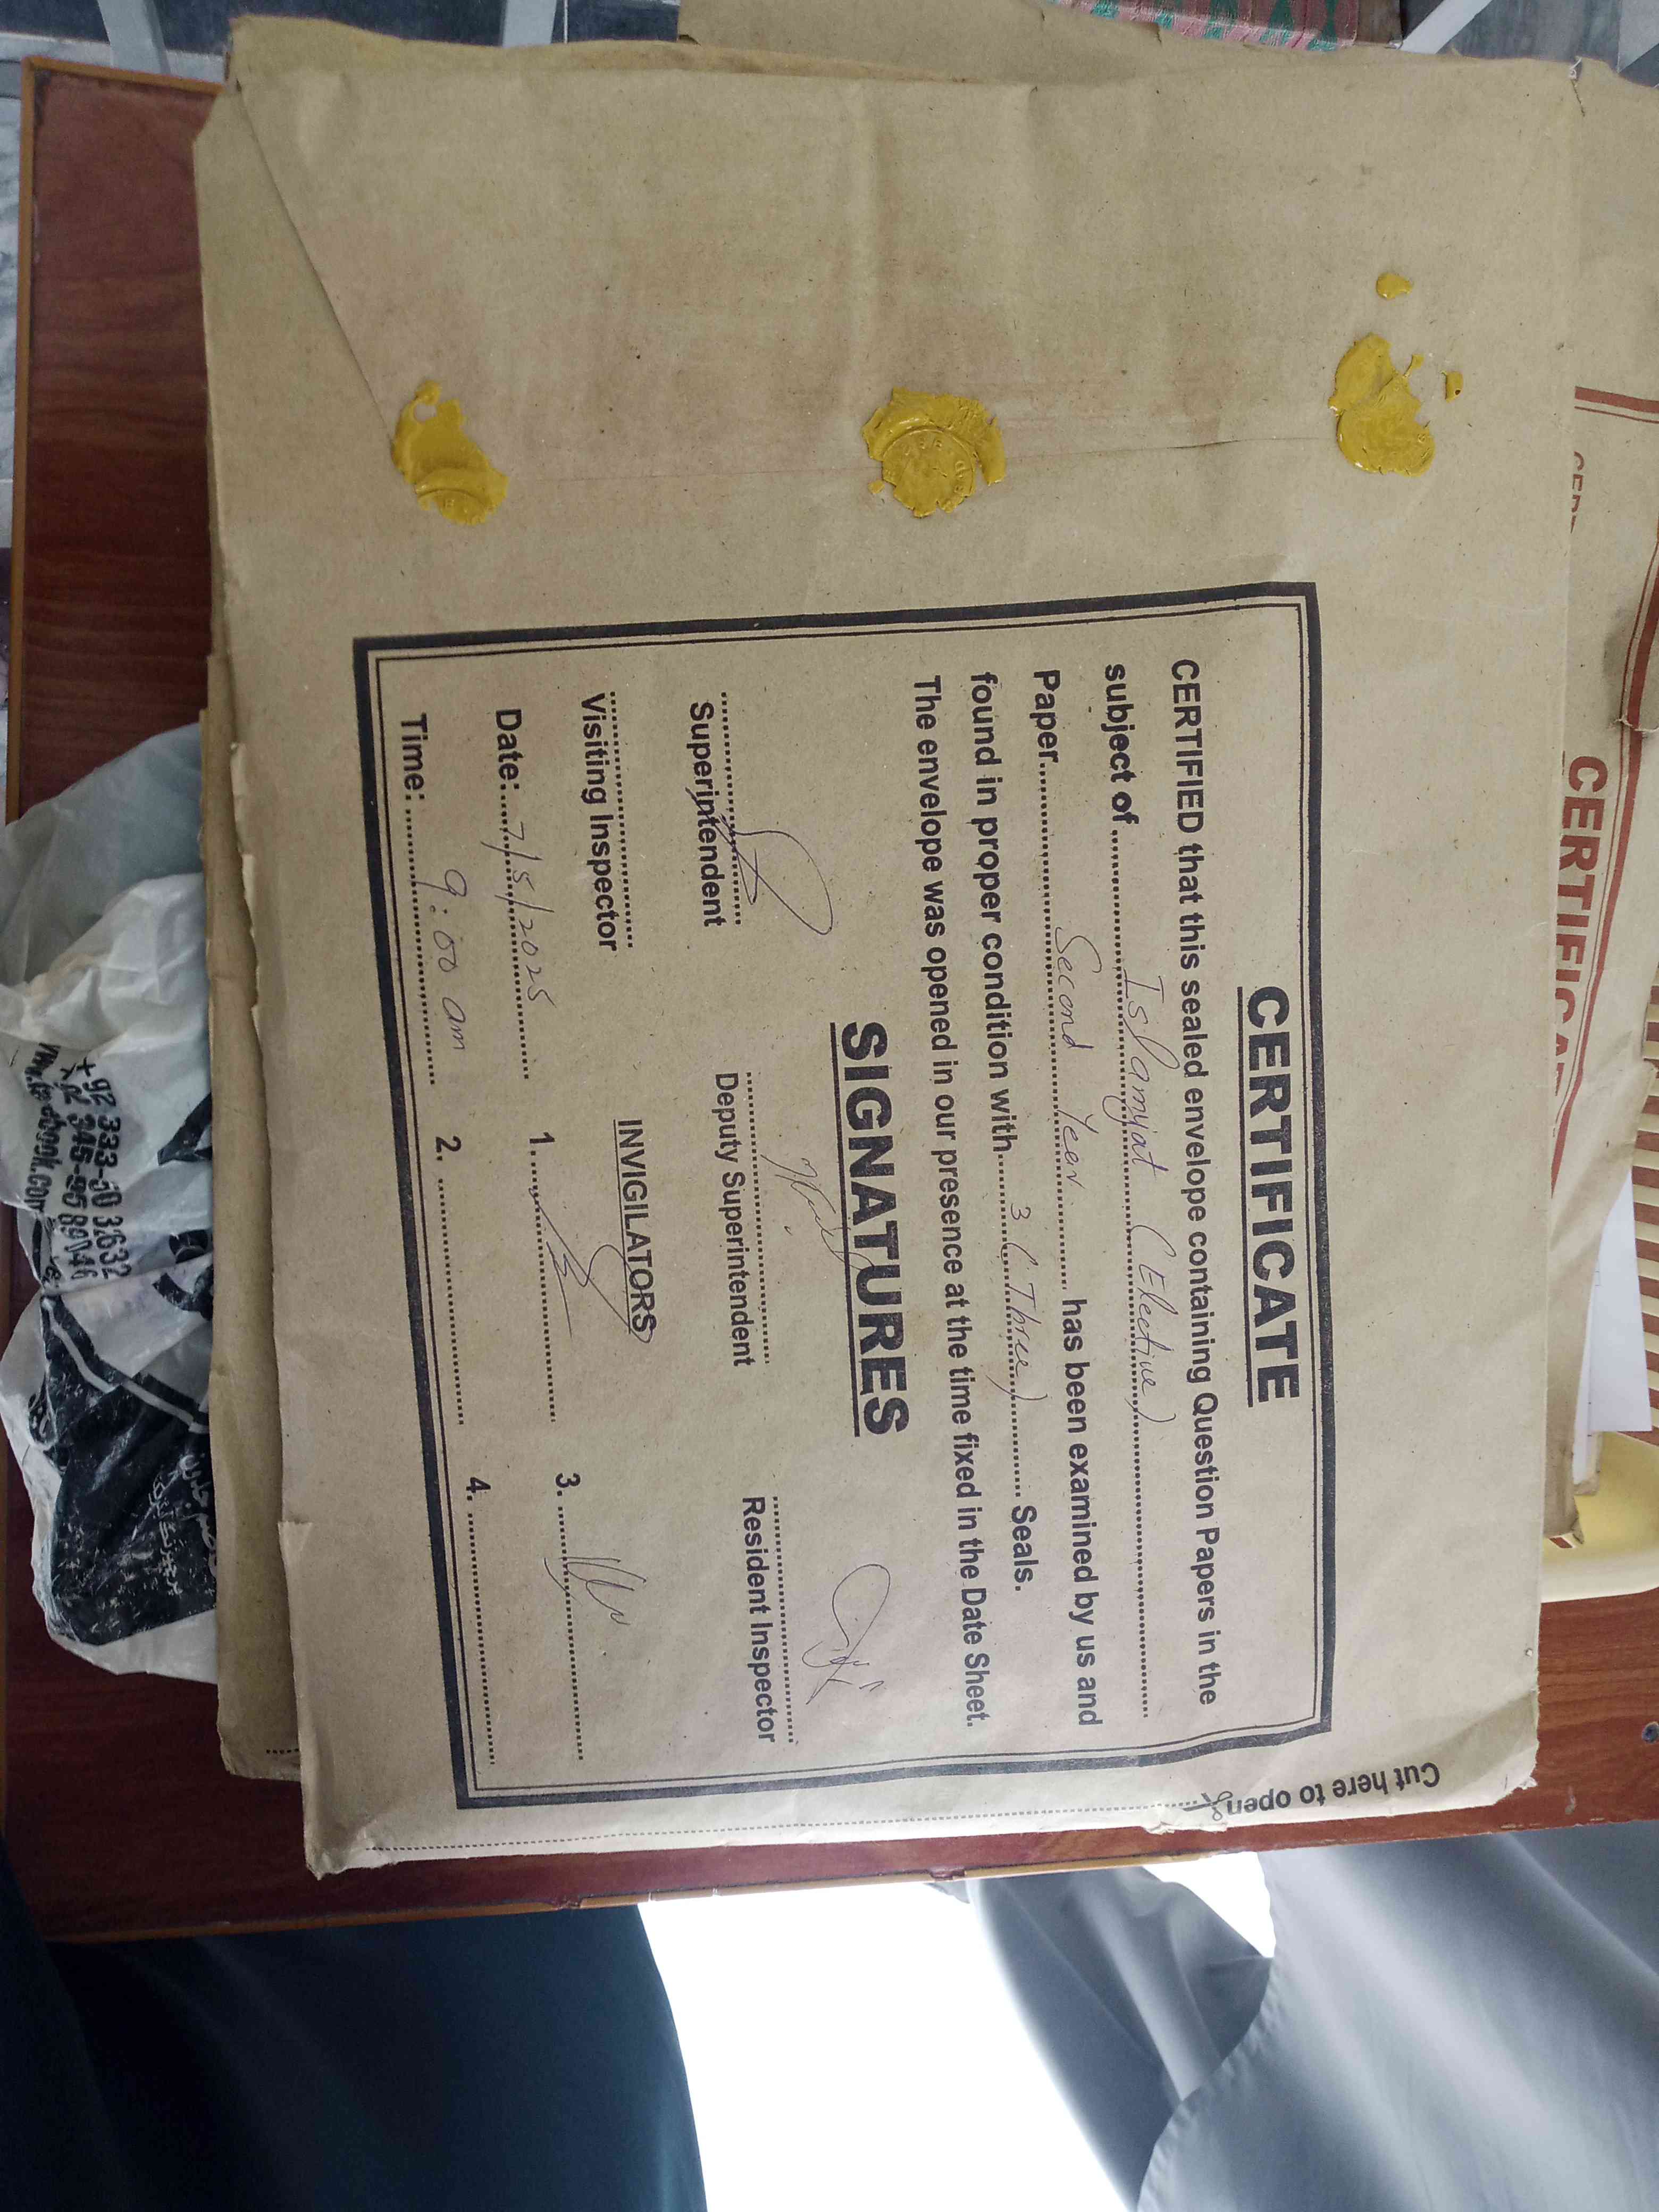 CERTIFICATE
CERTIFIED that this sealed envelope containing Question Papers in the
subject of Islamyat (Elective)
Paper Second Year has been examined by us and
found in proper condition with 3 (Three) Seals.
The envelope was opened in our presence at the time fixed in the Date Sheet.
SIGNATURES
Superintendent
Deputy Superintendent
Resident Inspector
Visiting Inspector
INVIGILATORS
Date: 7/5/2025
1.
3.
Time: 9:00 am
2.
4.
Cut here to open
CERTIFICATE